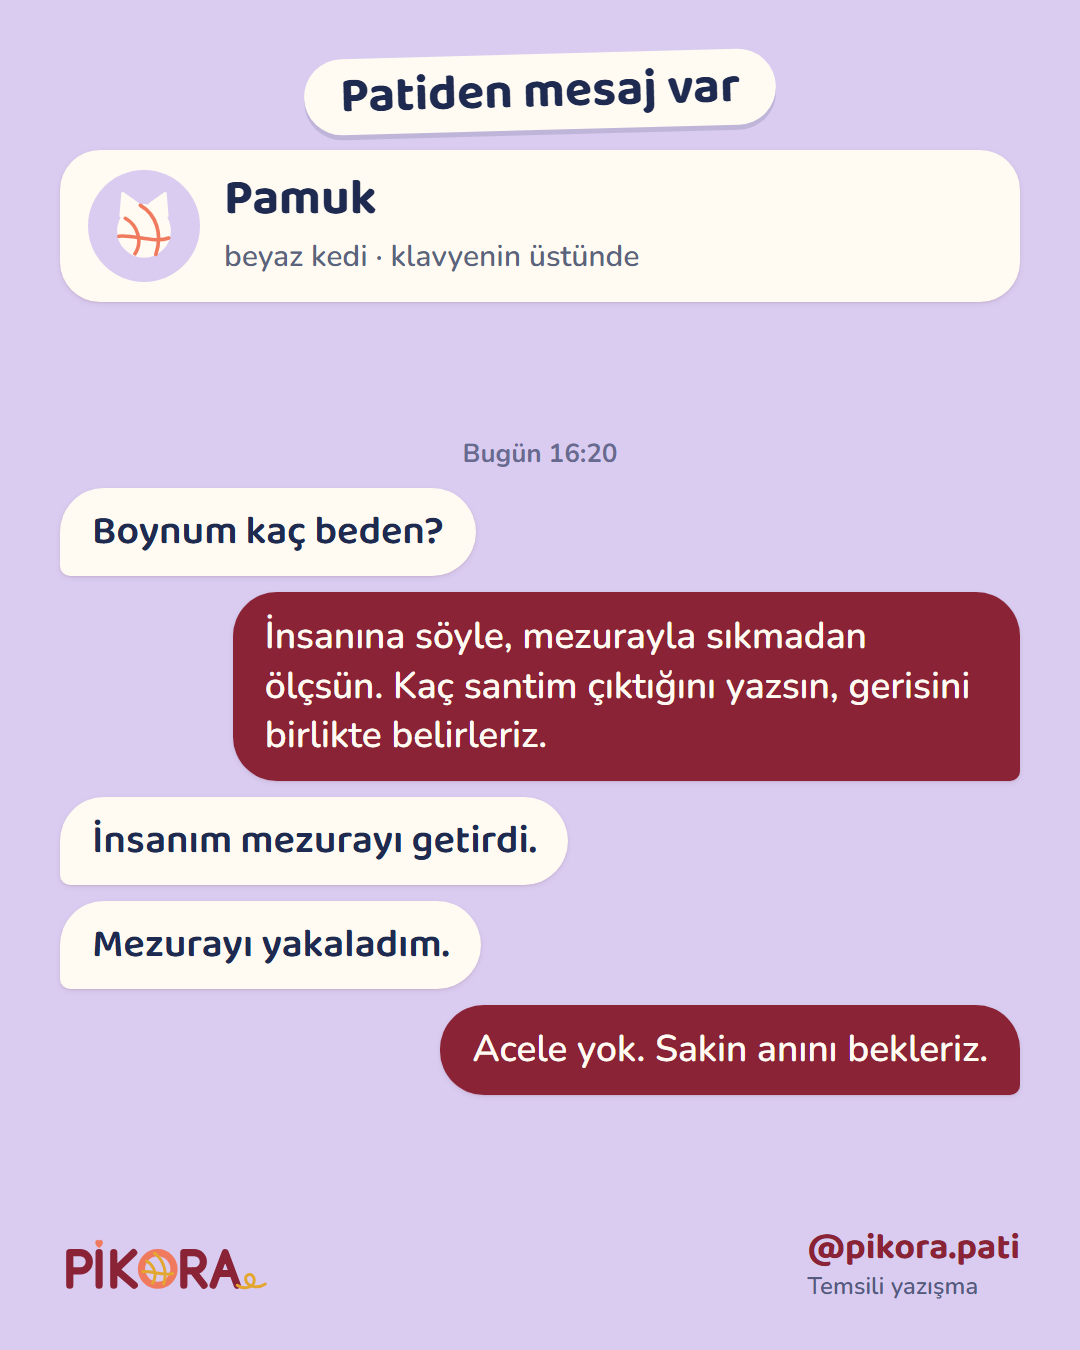 Patiden mesaj var
Pamuk
beyaz kedi · klavyenin üstünde
Bugün 16:20
Boynum kaç beden?
İnsanına söyle, mezurayla sıkmadan
ölçsün. Kaç santim çıktığını yazsın, gerisini
birlikte belirleriz.
İnsanım mezurayı getirdi.
Mezurayı yakaladım.
Acele yok. Sakin anını bekleriz.
PİKORA
@pikora.pati
Temsili yazışma